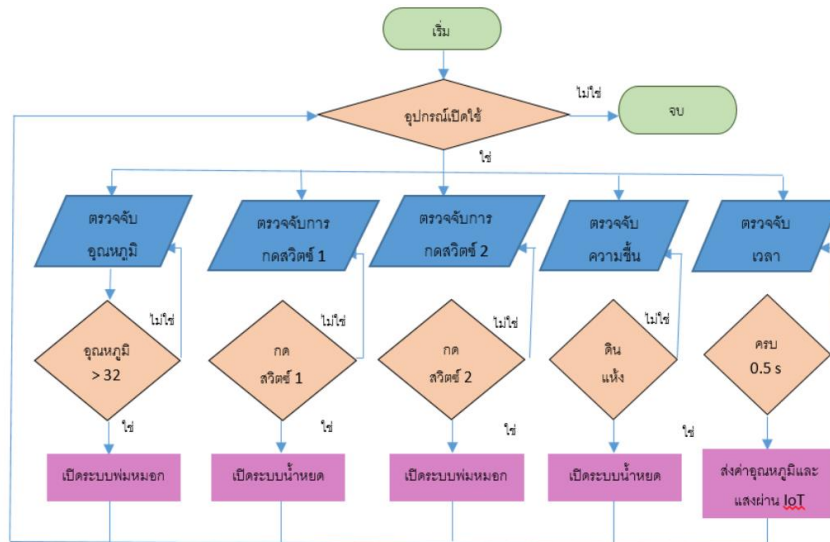 เริ่ม
อุปกรณ์เปิดใช้
ไม่ใช่
จบ
ใช่
ตรวจจับ
อุณหภูมิ
ตรวจจับการ
กดสวิตซ์ 1
ตรวจจับการ
กดสวิตซ์ 2
ตรวจจับ
ความชื้น
ตรวจจับ
เวลา
ไม่ใช่
ไม่ใช่
ไม่ใช่
ไม่ใช่
อุณหภูมิ
> 32
กด
สวิตซ์ 1
กด
สวิตซ์ 2
ดิน
แห้ง
ครบ
0.5 s
ใช่
ใช่
ใช่
ใช่
เปิดระบบพ่มหมอก
เปิดระบบน้ำหยด
เปิดระบบพ่มหมอก
เปิดระบบน้ำหยด
ส่งค่าอุณหภูมิและ
แสงผ่าน IoT